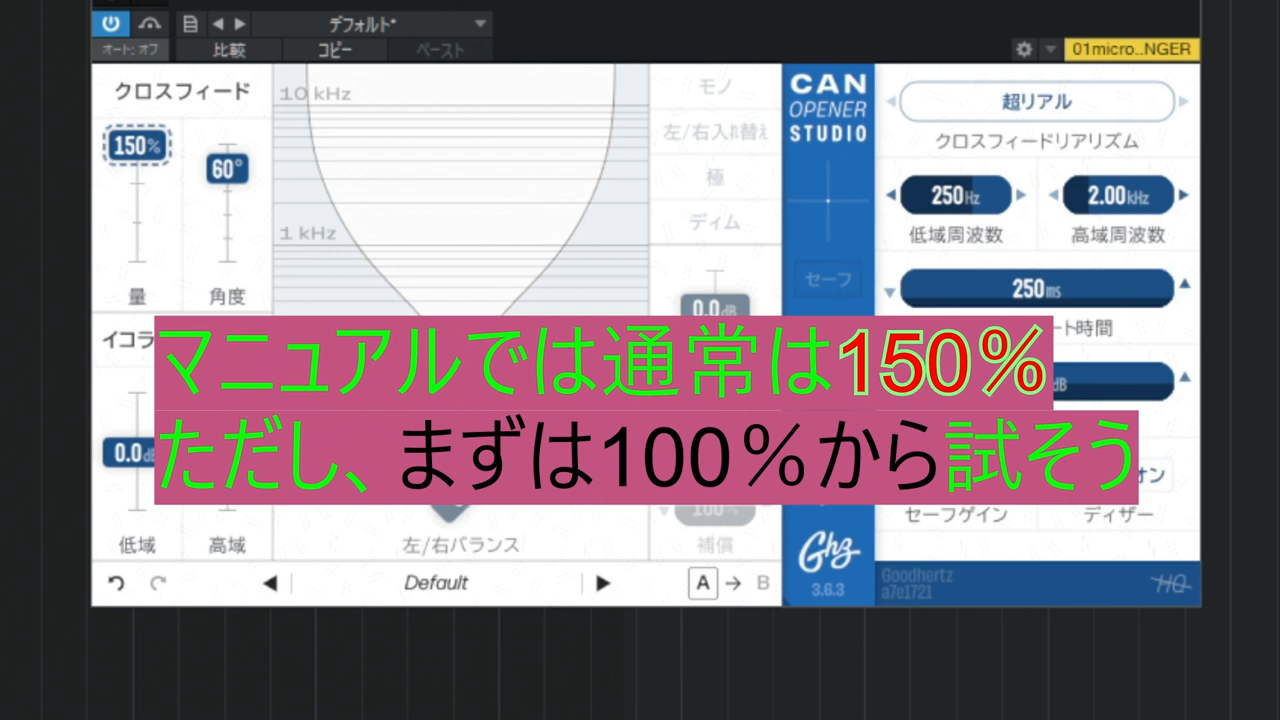 デフォルト*
オート: オフ
比較
コピー
ペースト
01micro..NGER
クロスフィード
150%
60°
量
角度
10 kHz
1 kHz
モノ
左/右入れ替え
極
ディム
0.0dB
CAN
OPENER
STUDIO
セーフ
超リアル
クロスフィードリアリズム
250Hz
2.00kHz
低域周波数
高域周波数
250ms
ート時間
dB
イコラ
マニュアルでは通常は150％
ただし、まずは100％から試そう
0.0dB
オン
100%
セーフゲイン
ディザー
低域
高域
左/右バランス
補償
Default
A → B
Ghz
3.6.3
Goodhertz
a7e1721
HQ